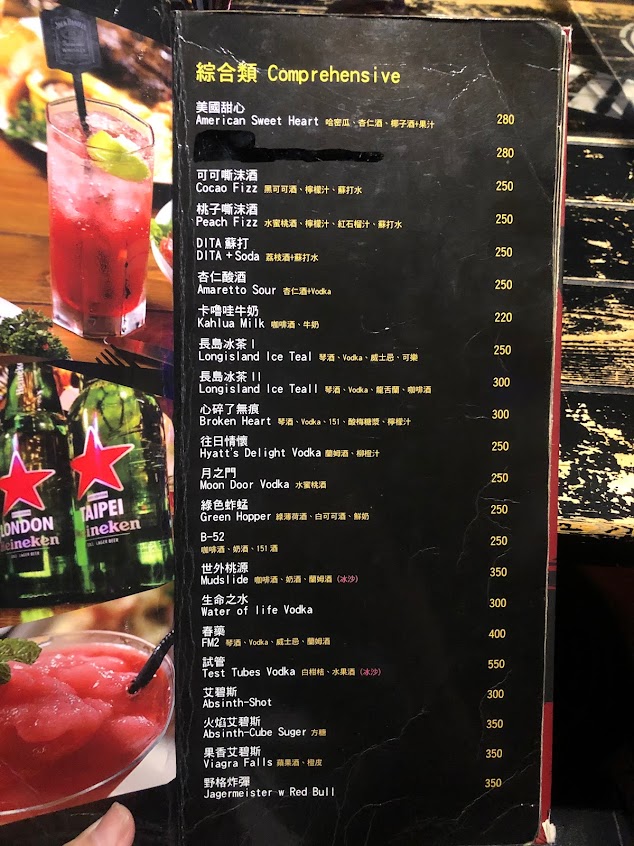 綜合類 Comprehensive
美國甜心
American Sweet Heart 哈密瓜、杏仁酒、椰子酒+果汁 280
280
可可嘶沫酒
Cocao Fizz 黑可可酒、檸檬汁、蘇打水 250
桃子嘶沫酒
Peach Fizz 水蜜桃酒、檸檬汁、紅石榴汁、蘇打水 250
DITA 蘇打
DITA +Soda 荔枝酒+蘇打水 250
杏仁酸酒
Amaretto Sour 杏仁酒+Vodka 250
卡嚕哇牛奶
Kahlua Milk 咖啡酒、牛奶 220
長島冰茶 I
Longisland Ice TeaI 琴酒、Vodka、威士忌、可樂 250
長島冰茶 II
Longisland Ice TeaII 琴酒、Vodka、龍舌蘭、咖啡酒 300
心碎了無痕
Broken Heart 琴酒、Vodka、151、酸梅糖漿、檸檬汁 300
往日情懷
Hyatt's Delight Vodka 蘭姆酒、柳橙汁 250
月之門
Moon Door Vodka 水蜜桃酒 250
綠色蚱蜢
Green Hopper 綠薄荷酒、白可可酒、鮮奶 250
B-52
咖啡酒、奶酒、151酒 250
世外桃源
Mudslide 咖啡酒、奶酒、蘭姆酒 (冰沙) 350
生命之水
Water of life Vodka 300
春藥
FM2 琴酒、Vodka、威士忌、蘭姆酒 400
試管
Test Tubes Vodka 白柑桔、水果酒 (冰沙) 550
艾碧斯
Absinth-Shot 300
火焰艾碧斯
Absinth-Cube Suger 方糖 350
果香艾碧斯
Viagra Falls 蘋果酒、橙皮 350
野格炸彈
Jagermeister w Red Bull 350
LONDON
Heineken
TAIPEI
Heineken